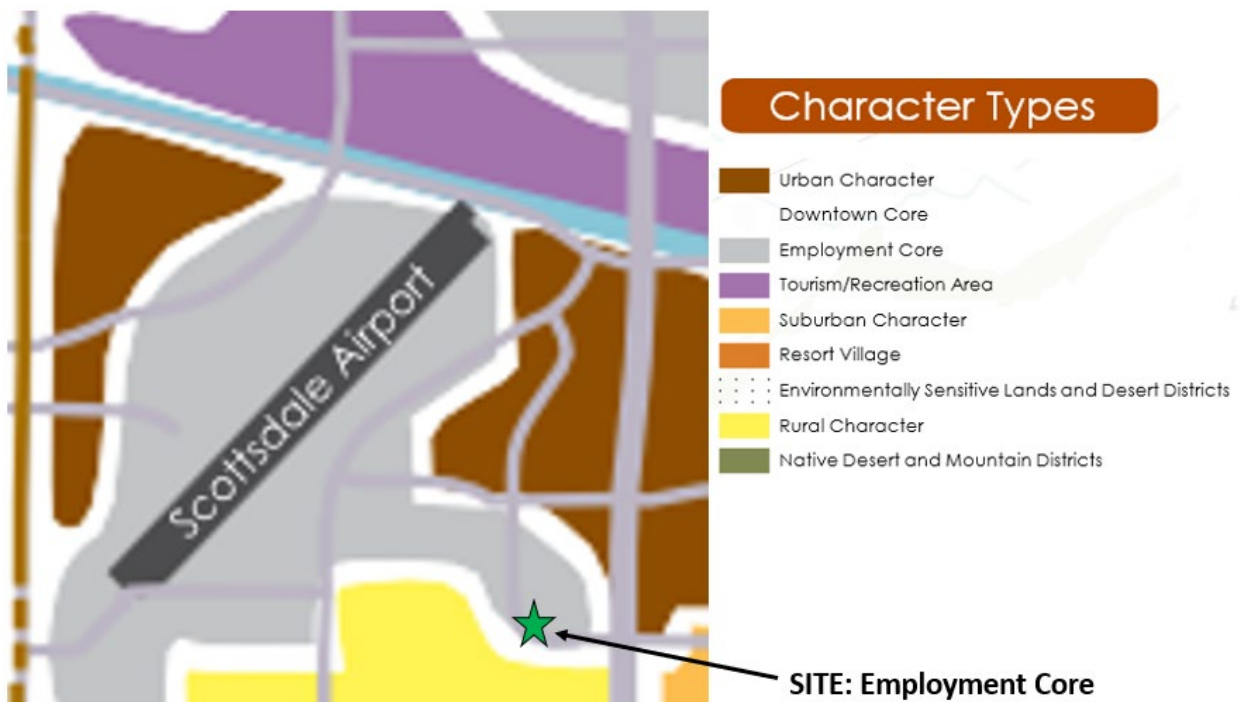 Character Types
Urban Character
Downtown Core
Employment Core
Tourism/Recreation Area
Suburban Character
Resort Village
Environmentally Sensitive Lands and Desert Districts
Rural Character
Native Desert and Mountain Districts
Scottsdale Airport
SITE: Employment Core